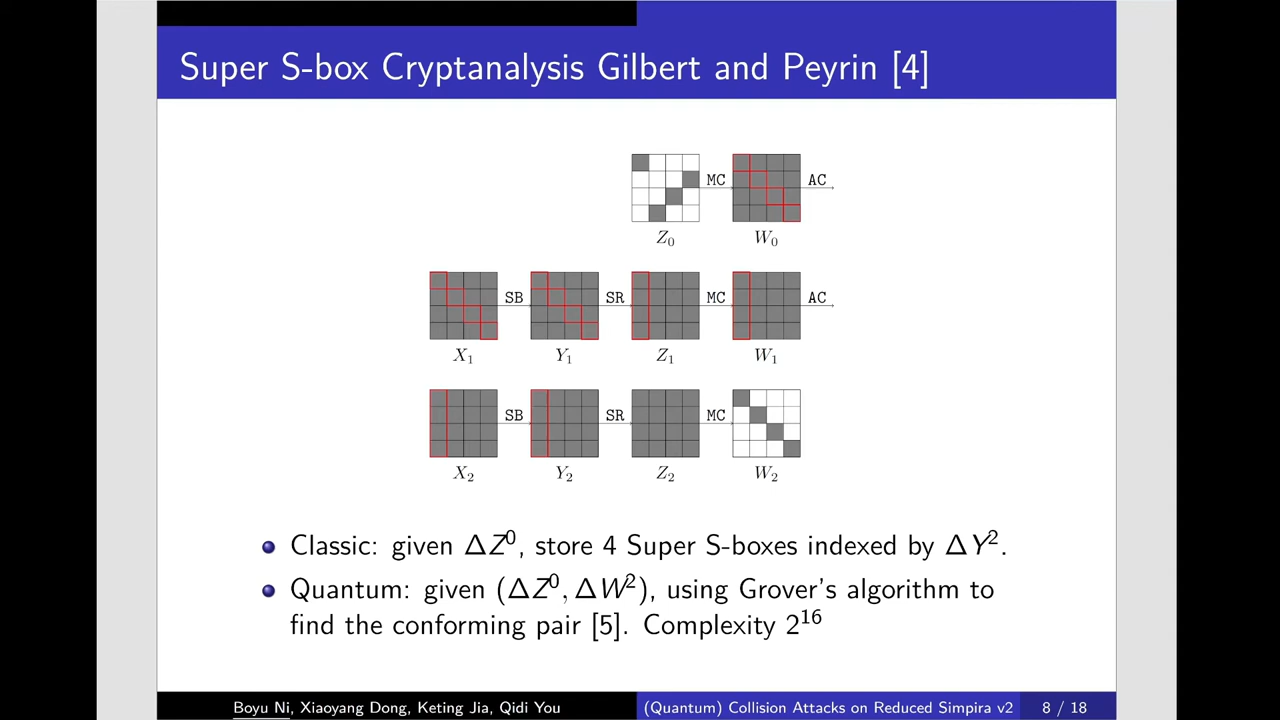 Super S-box Cryptanalysis Gilbert and Peyrin [4]
MC AC
Z₀ W₀
SB SR MC AC
X₁ Y₁ Z₁ W₁
SB SR MC
X₂ Y₂ Z₂ W₂
Classic: given ΔZ⁰, store 4 Super S-boxes indexed by ΔY².
Quantum: given (ΔZ⁰, ΔW²), using Grover's algorithm to
find the conforming pair [5]. Complexity 2¹⁶
Boyu Ni, Xiaoyang Dong, Keting Jia, Qidi You (Quantum) Collision Attacks on Reduced Simpira v2 8 / 18